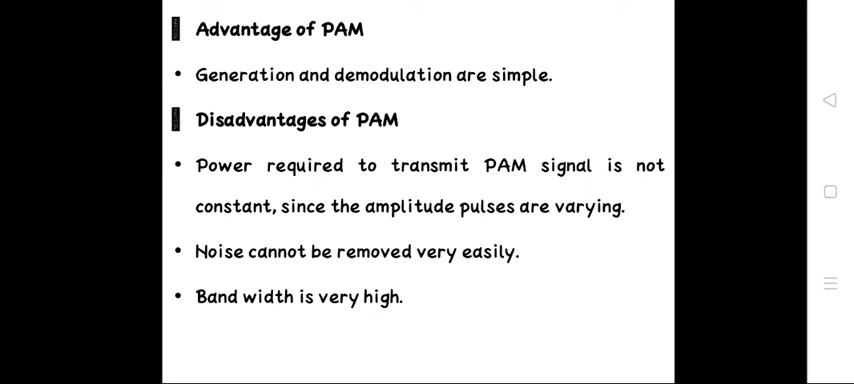 Advantage of PAM
• Generation and demodulation are simple.
Disadvantages of PAM
• Power required to transmit PAM signal is not
constant, since the amplitude pulses are varying.
• Noise cannot be removed very easily.
• Band width is very high.